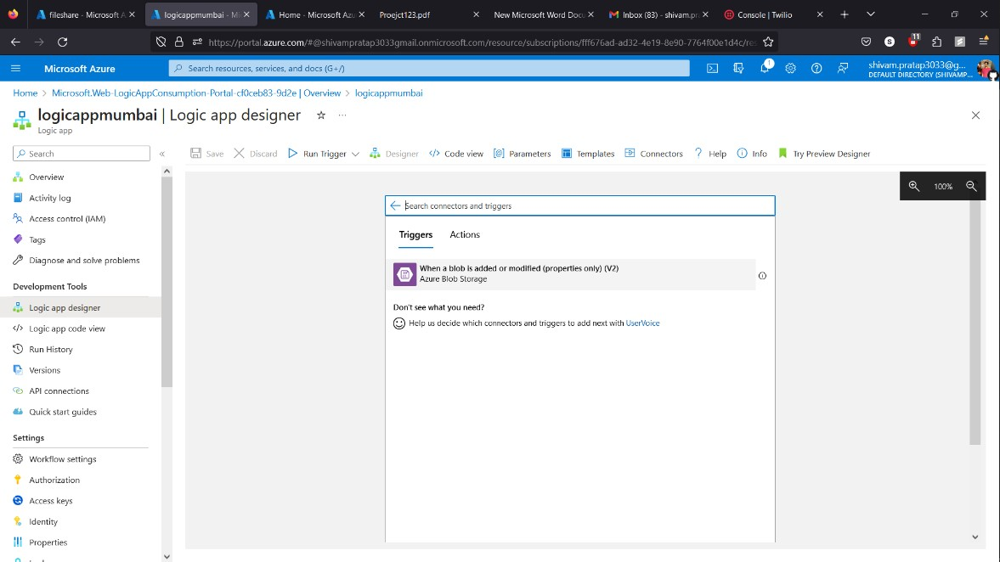 fileshare - Microsoft A
logicappmumbai - Mi
Home - Microsoft Azu
Proejct123.pdf
New Microsoft Word Docu
Inbox (83) - shivam.pr
Console | Twilio
https://portal.azure.com/#@shivampratap3033gmail.onmicrosoft.com/resource/subscriptions/fff676ad-ad32-4e19-8e90-7764f00e1d4c/res
11
Microsoft Azure
Search resources, services, and docs (G+/)
1
shivam.pratap3033@g...
DEFAULT DIRECTORY (SHIVAMP...
Home > Microsoft.Web-LogicAppConsumption-Portal-cf0ceb83-9d2e | Overview > logicappmumbai
logicappmumbai | Logic app designer
Logic app
Search
Save
Discard
Run Trigger
Designer
Code view
Parameters
Templates
Connectors
Help
Info
Try Preview Designer
Overview
Activity log
Access control (IAM)
Tags
Diagnose and solve problems
Development Tools
Logic app designer
Logic app code view
Run History
Versions
API connections
Quick start guides
Settings
Workflow settings
Authorization
Access keys
Identity
Properties
100%
Search connectors and triggers
Triggers
Actions
When a blob is added or modified (properties only) (V2)
Azure Blob Storage
Don't see what you need?
Help us decide which connectors and triggers to add next with UserVoice